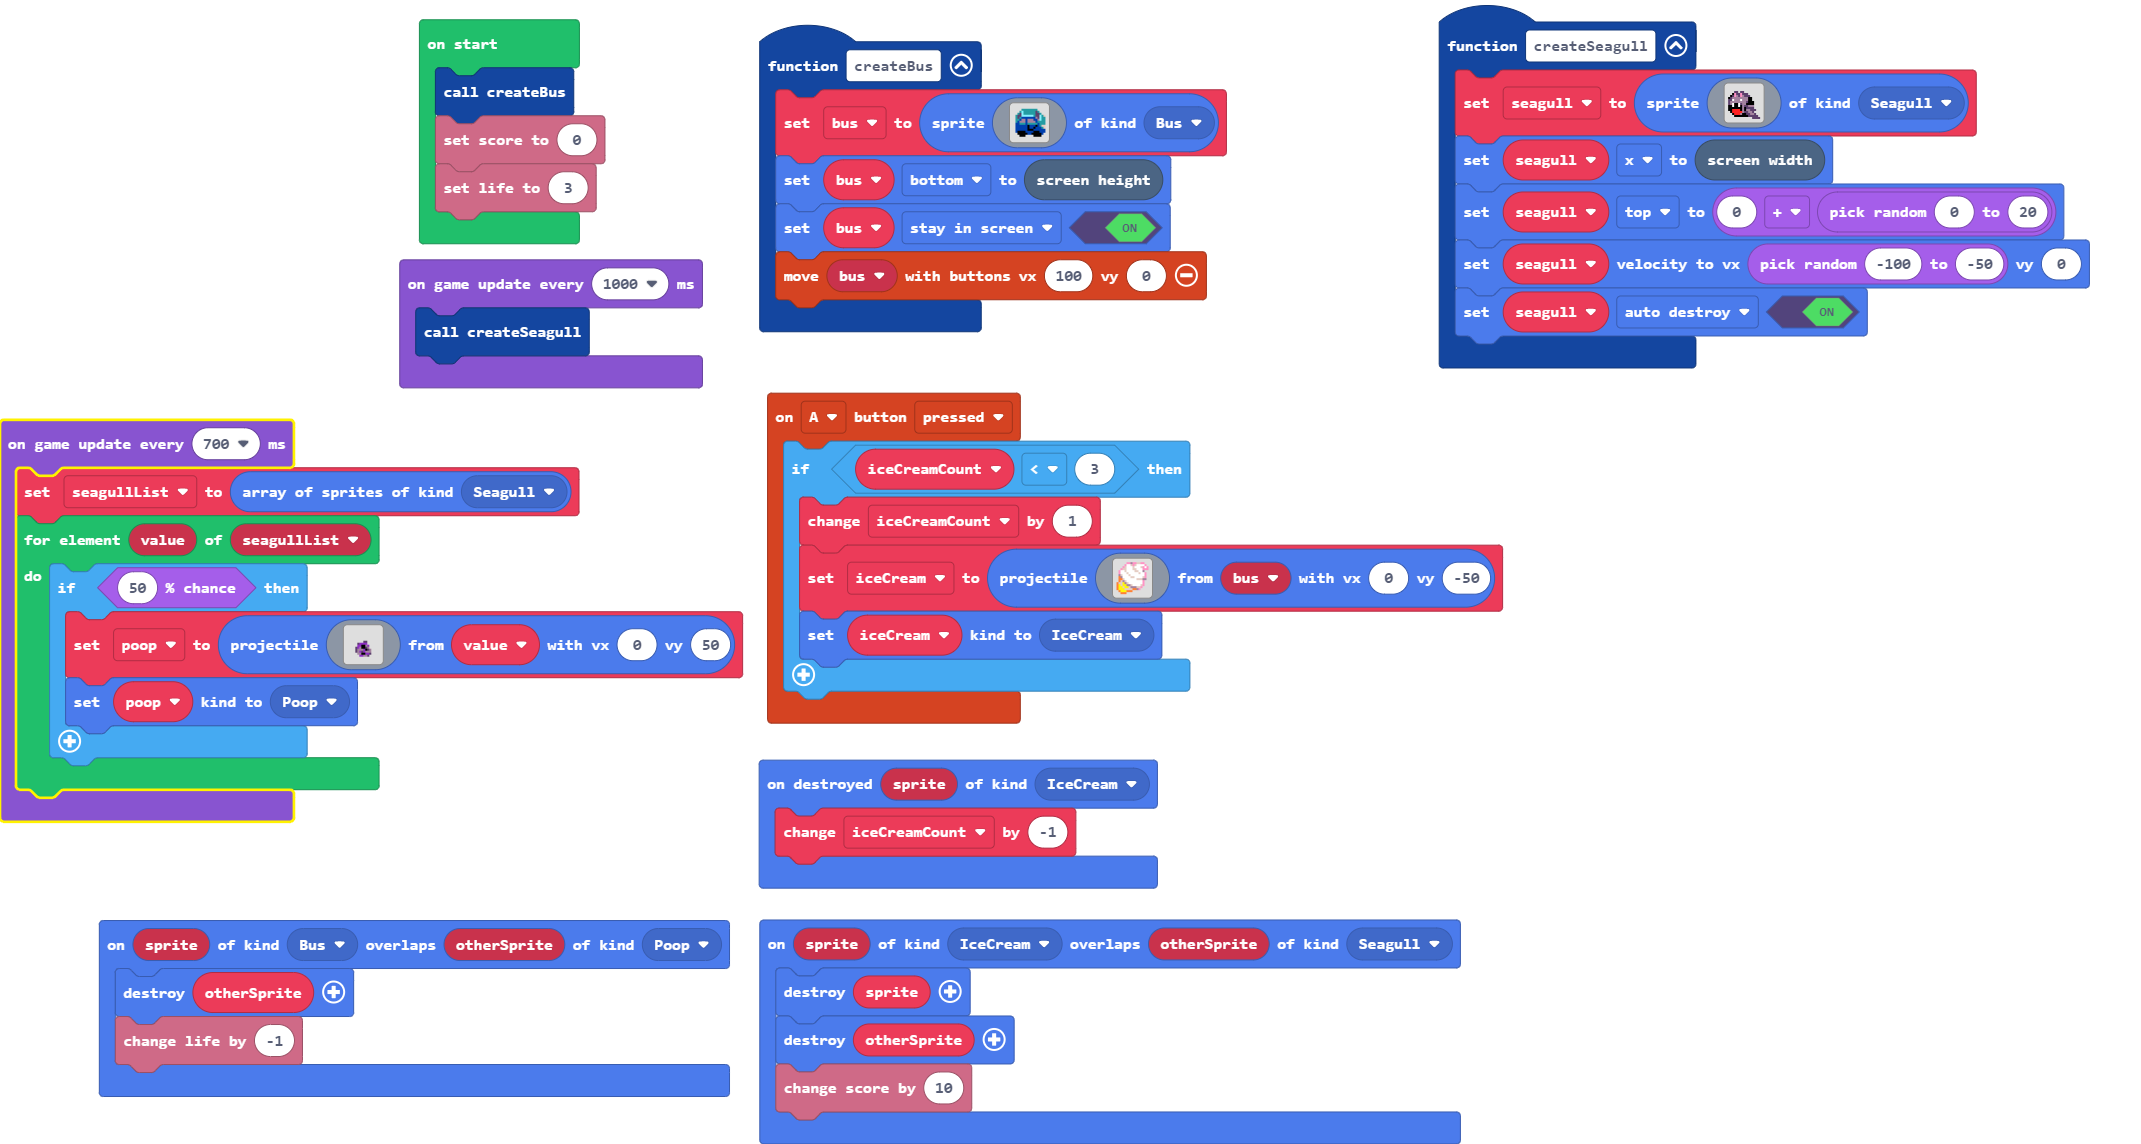 on start
call createBus
set score to 0
set life to 3
on game update every 1000 ms
call createSeagull
on game update every 700 ms
set seagullList to array of sprites of kind Seagull
for element value of seagullList
do
if 50 % chance then
set poop to projectile from value with vx 0 vy 50
set poop kind to Poop
function createBus
set bus to sprite of kind Bus
set bus bottom to screen height
set bus stay in screen ON
move bus with buttons vx 100 vy 0
on A button pressed
if iceCreamCount < 3 then
change iceCreamCount by 1
set iceCream to projectile from bus with vx 0 vy -50
set iceCream kind to IceCream
on destroyed sprite of kind IceCream
change iceCreamCount by -1
function createSeagull
set seagull to sprite of kind Seagull
set seagull x to screen width
set seagull top to 0 + pick random 0 to 20
set seagull velocity to vx pick random -100 to -50 vy 0
set seagull auto destroy ON
on sprite of kind Bus overlaps otherSprite of kind Poop
destroy otherSprite
change life by -1
on sprite of kind IceCream overlaps otherSprite of kind Seagull
destroy sprite
destroy otherSprite
change score by 10